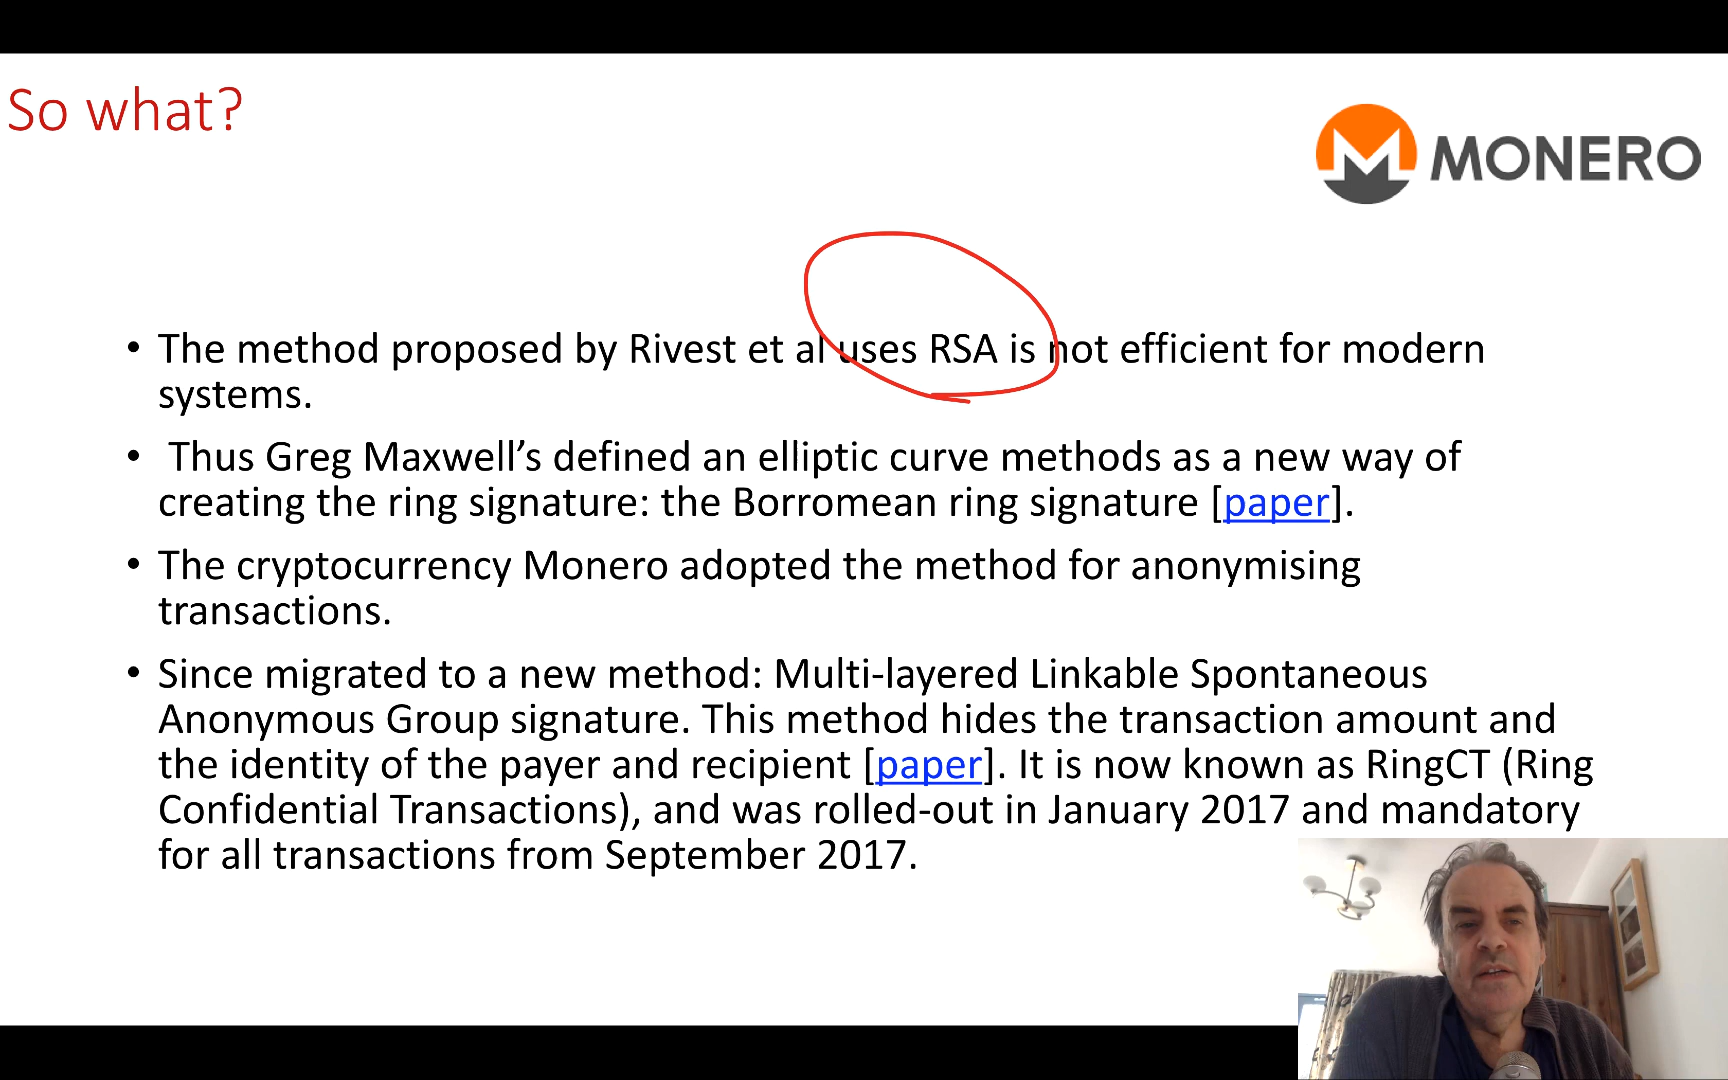 So what?
MONERO
• The method proposed by Rivest et al uses RSA is not efficient for modern
systems.
• Thus Greg Maxwell’s defined an elliptic curve methods as a new way of
creating the ring signature: the Borromean ring signature [paper].
• The cryptocurrency Monero adopted the method for anonymising
transactions.
• Since migrated to a new method: Multi-layered Linkable Spontaneous
Anonymous Group signature. This method hides the transaction amount and
the identity of the payer and recipient [paper]. It is now known as RingCT (Ring
Confidential Transactions), and was rolled-out in January 2017 and mandatory
for all transactions from September 2017.